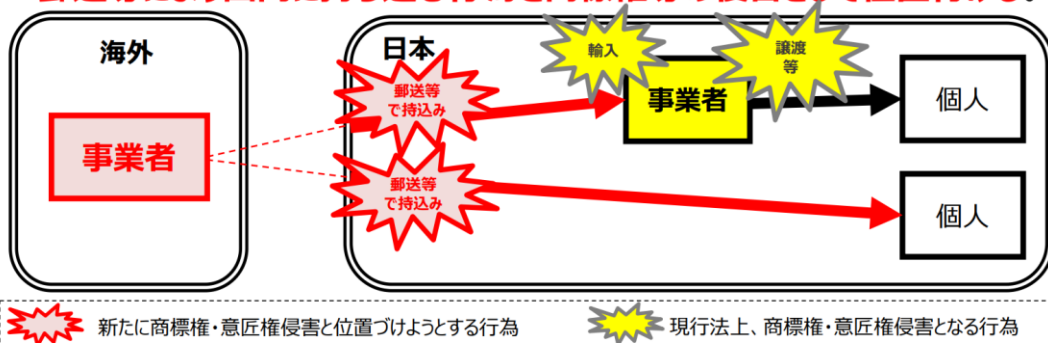 海外
日本
事業者
郵送等
で持込み
輸入
事業者
譲渡
等
個人
郵送等
で持込み
個人
新たに商標権・意匠権侵害と位置づけようとする行為
現行法上、商標権・意匠権侵害となる行為